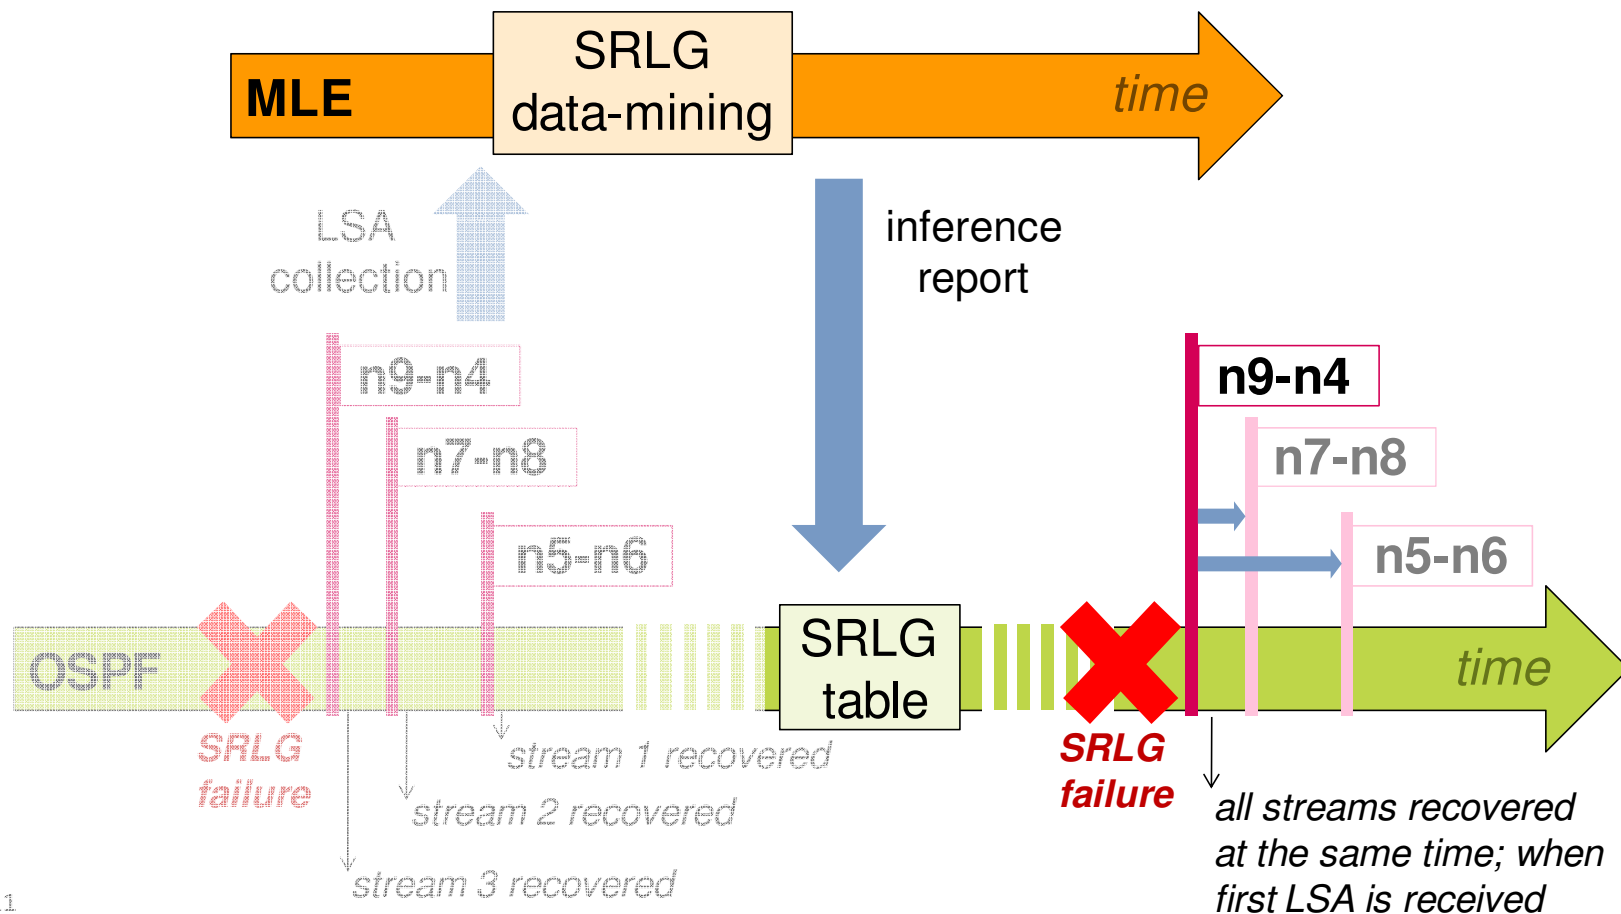 MLE
SRLG
data-mining
time
LSA
collection
inference
report
n9-n4
n7-n8
n5-n6
n9-n4
n7-n8
n5-n6
OSPF
SRLG
table
time
SRLG
failure
stream 1 recovered
stream 2 recovered
stream 3 recovered
SRLG
failure
all streams recovered
at the same time; when
first LSA is received
1